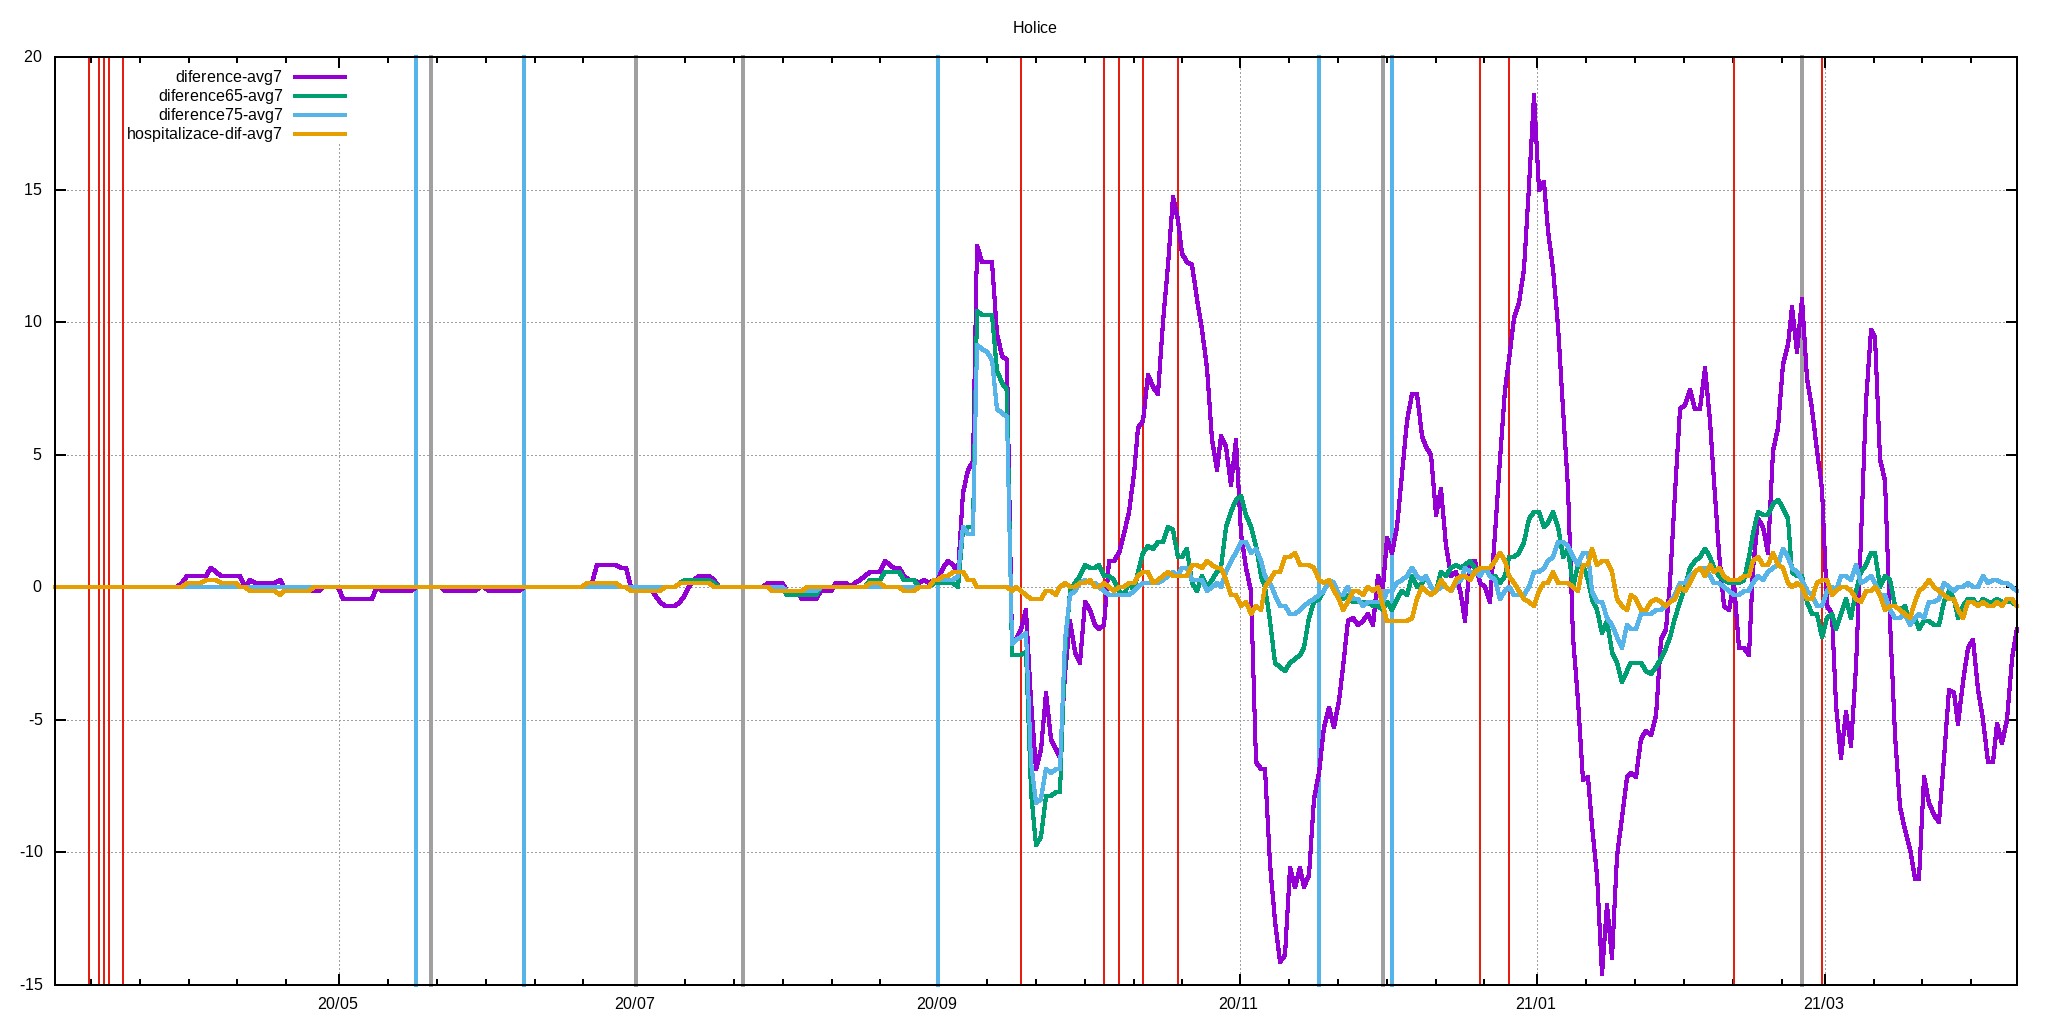 Holice
20
diference-avg7
diference65-avg7
diference75-avg7
hospitalizace-dif-avg7
15
10
5
0
-5
-10
-15
20/05 20/07 20/09 20/11 21/01 21/03